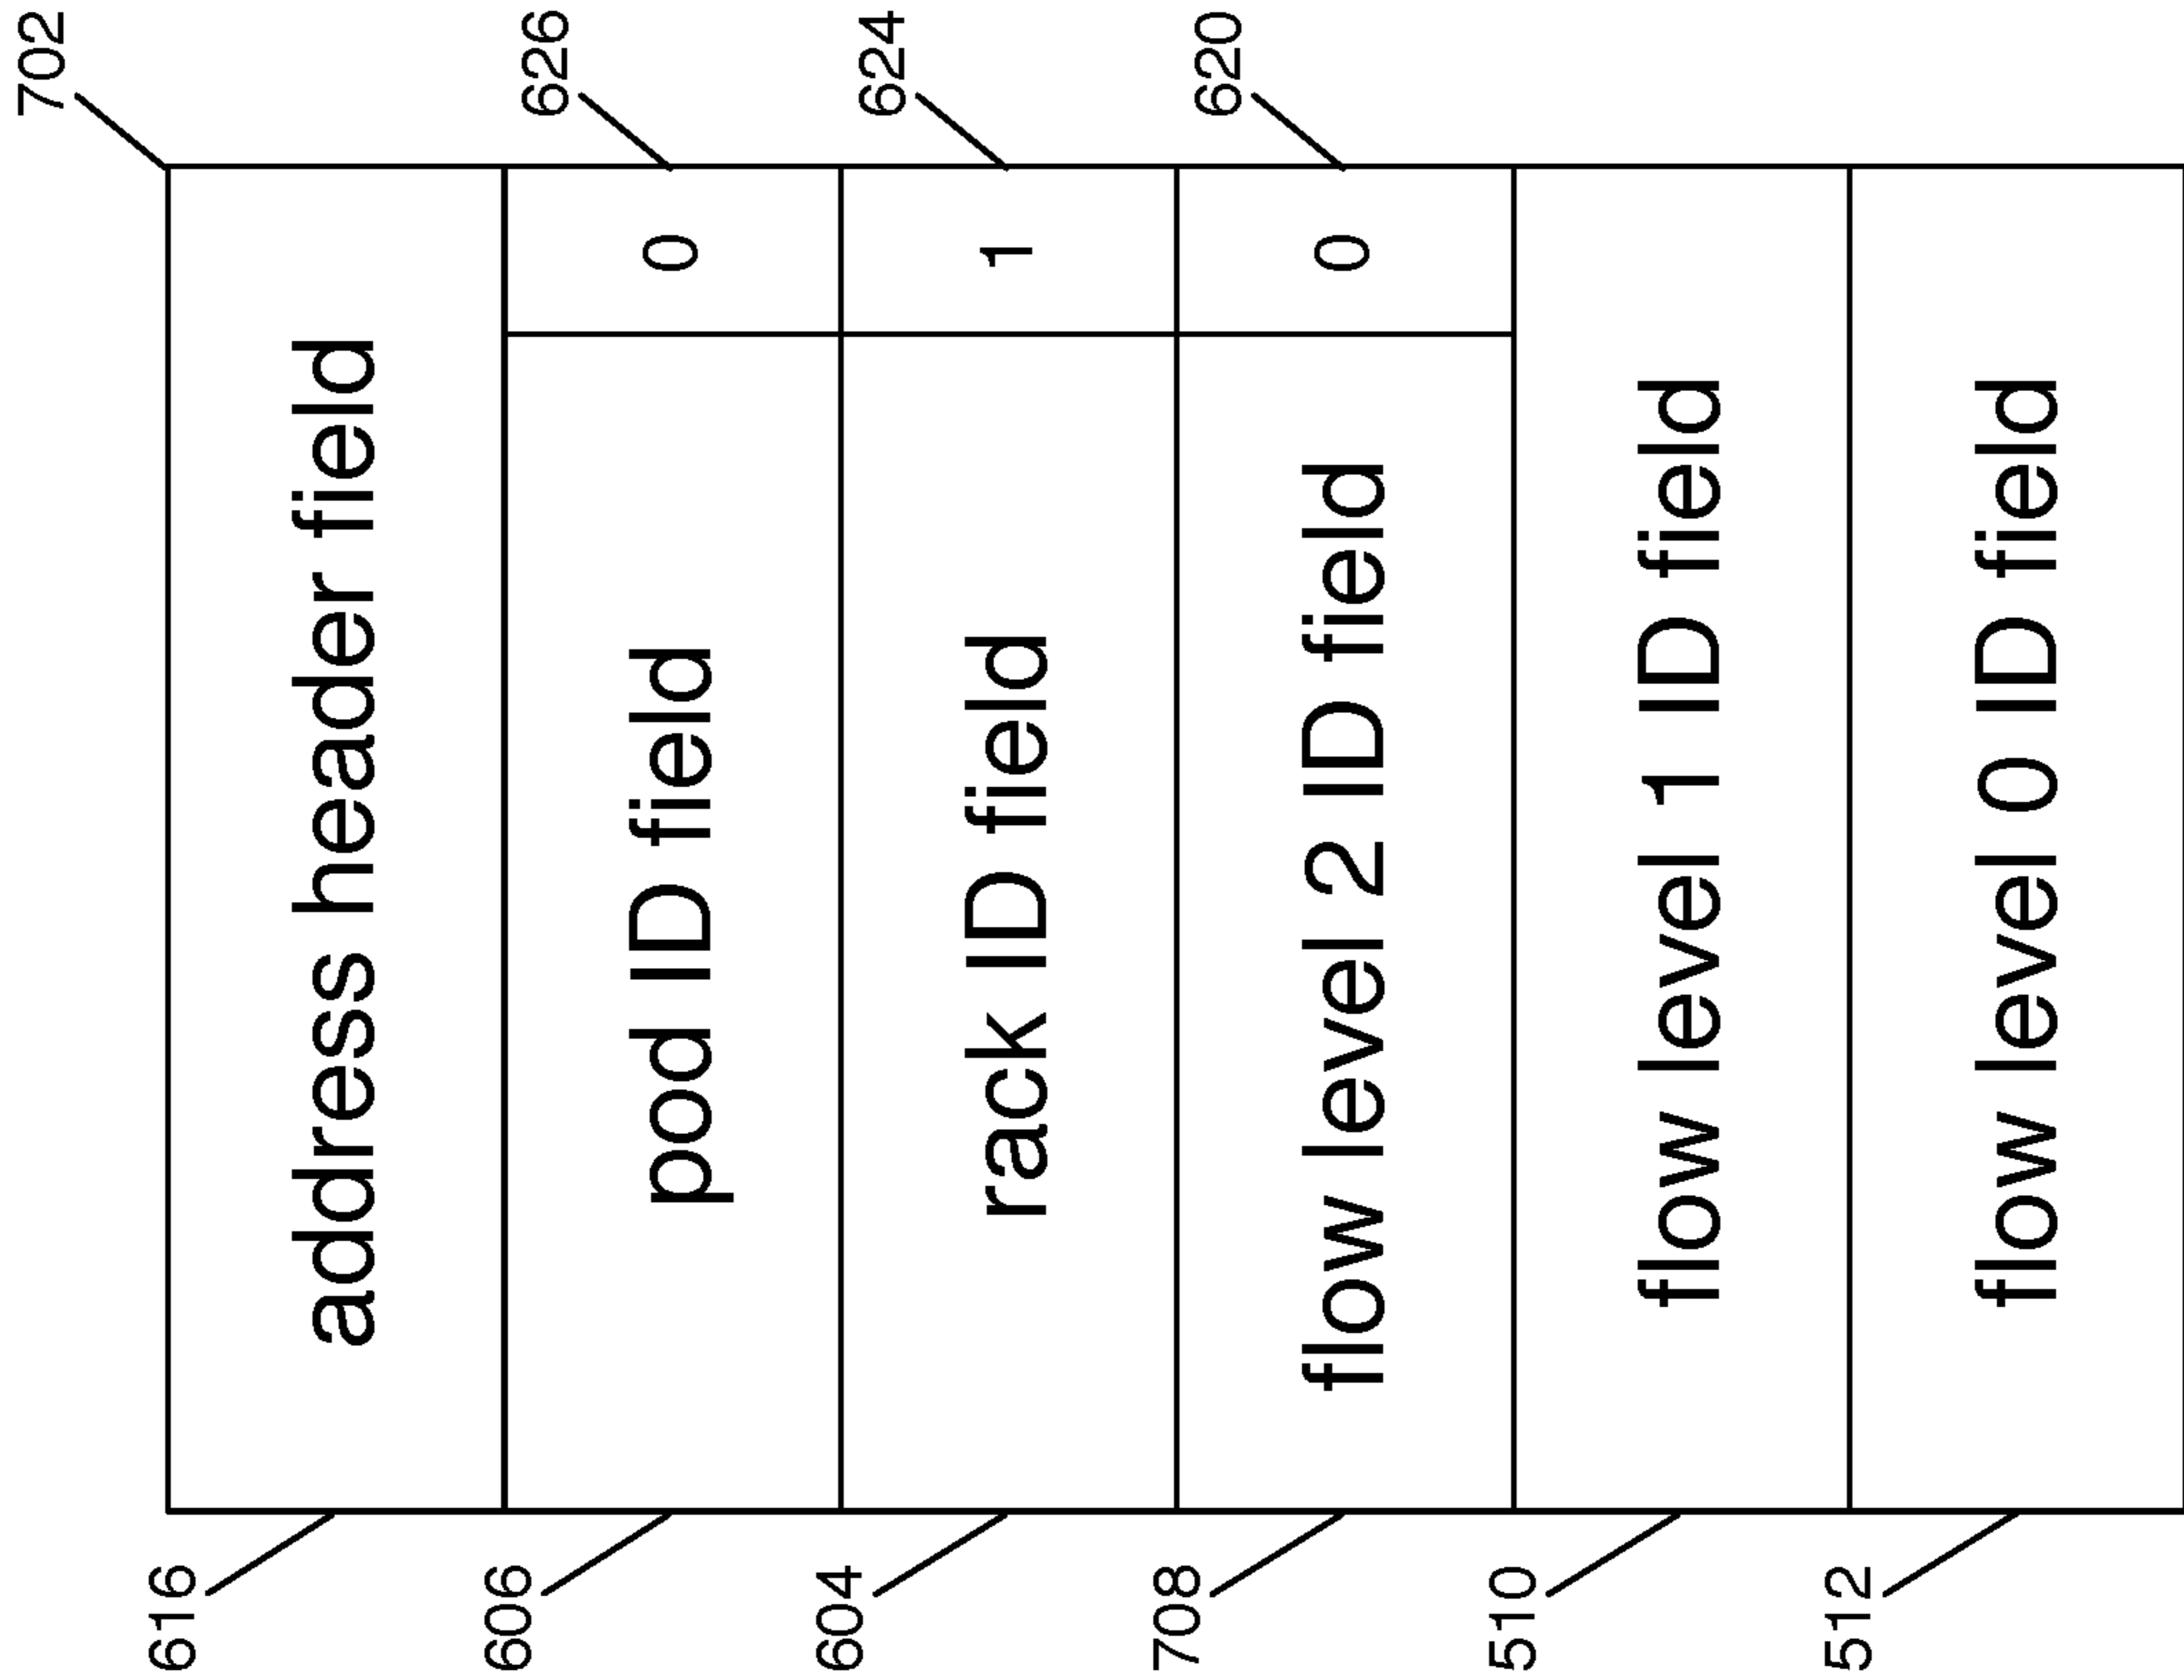 702
616
address header field
606
pod ID field
0
626
604
rack ID field
1
624
708
flow level 2 ID field
0
620
510
flow level 1 ID field
512
flow level 0 ID field